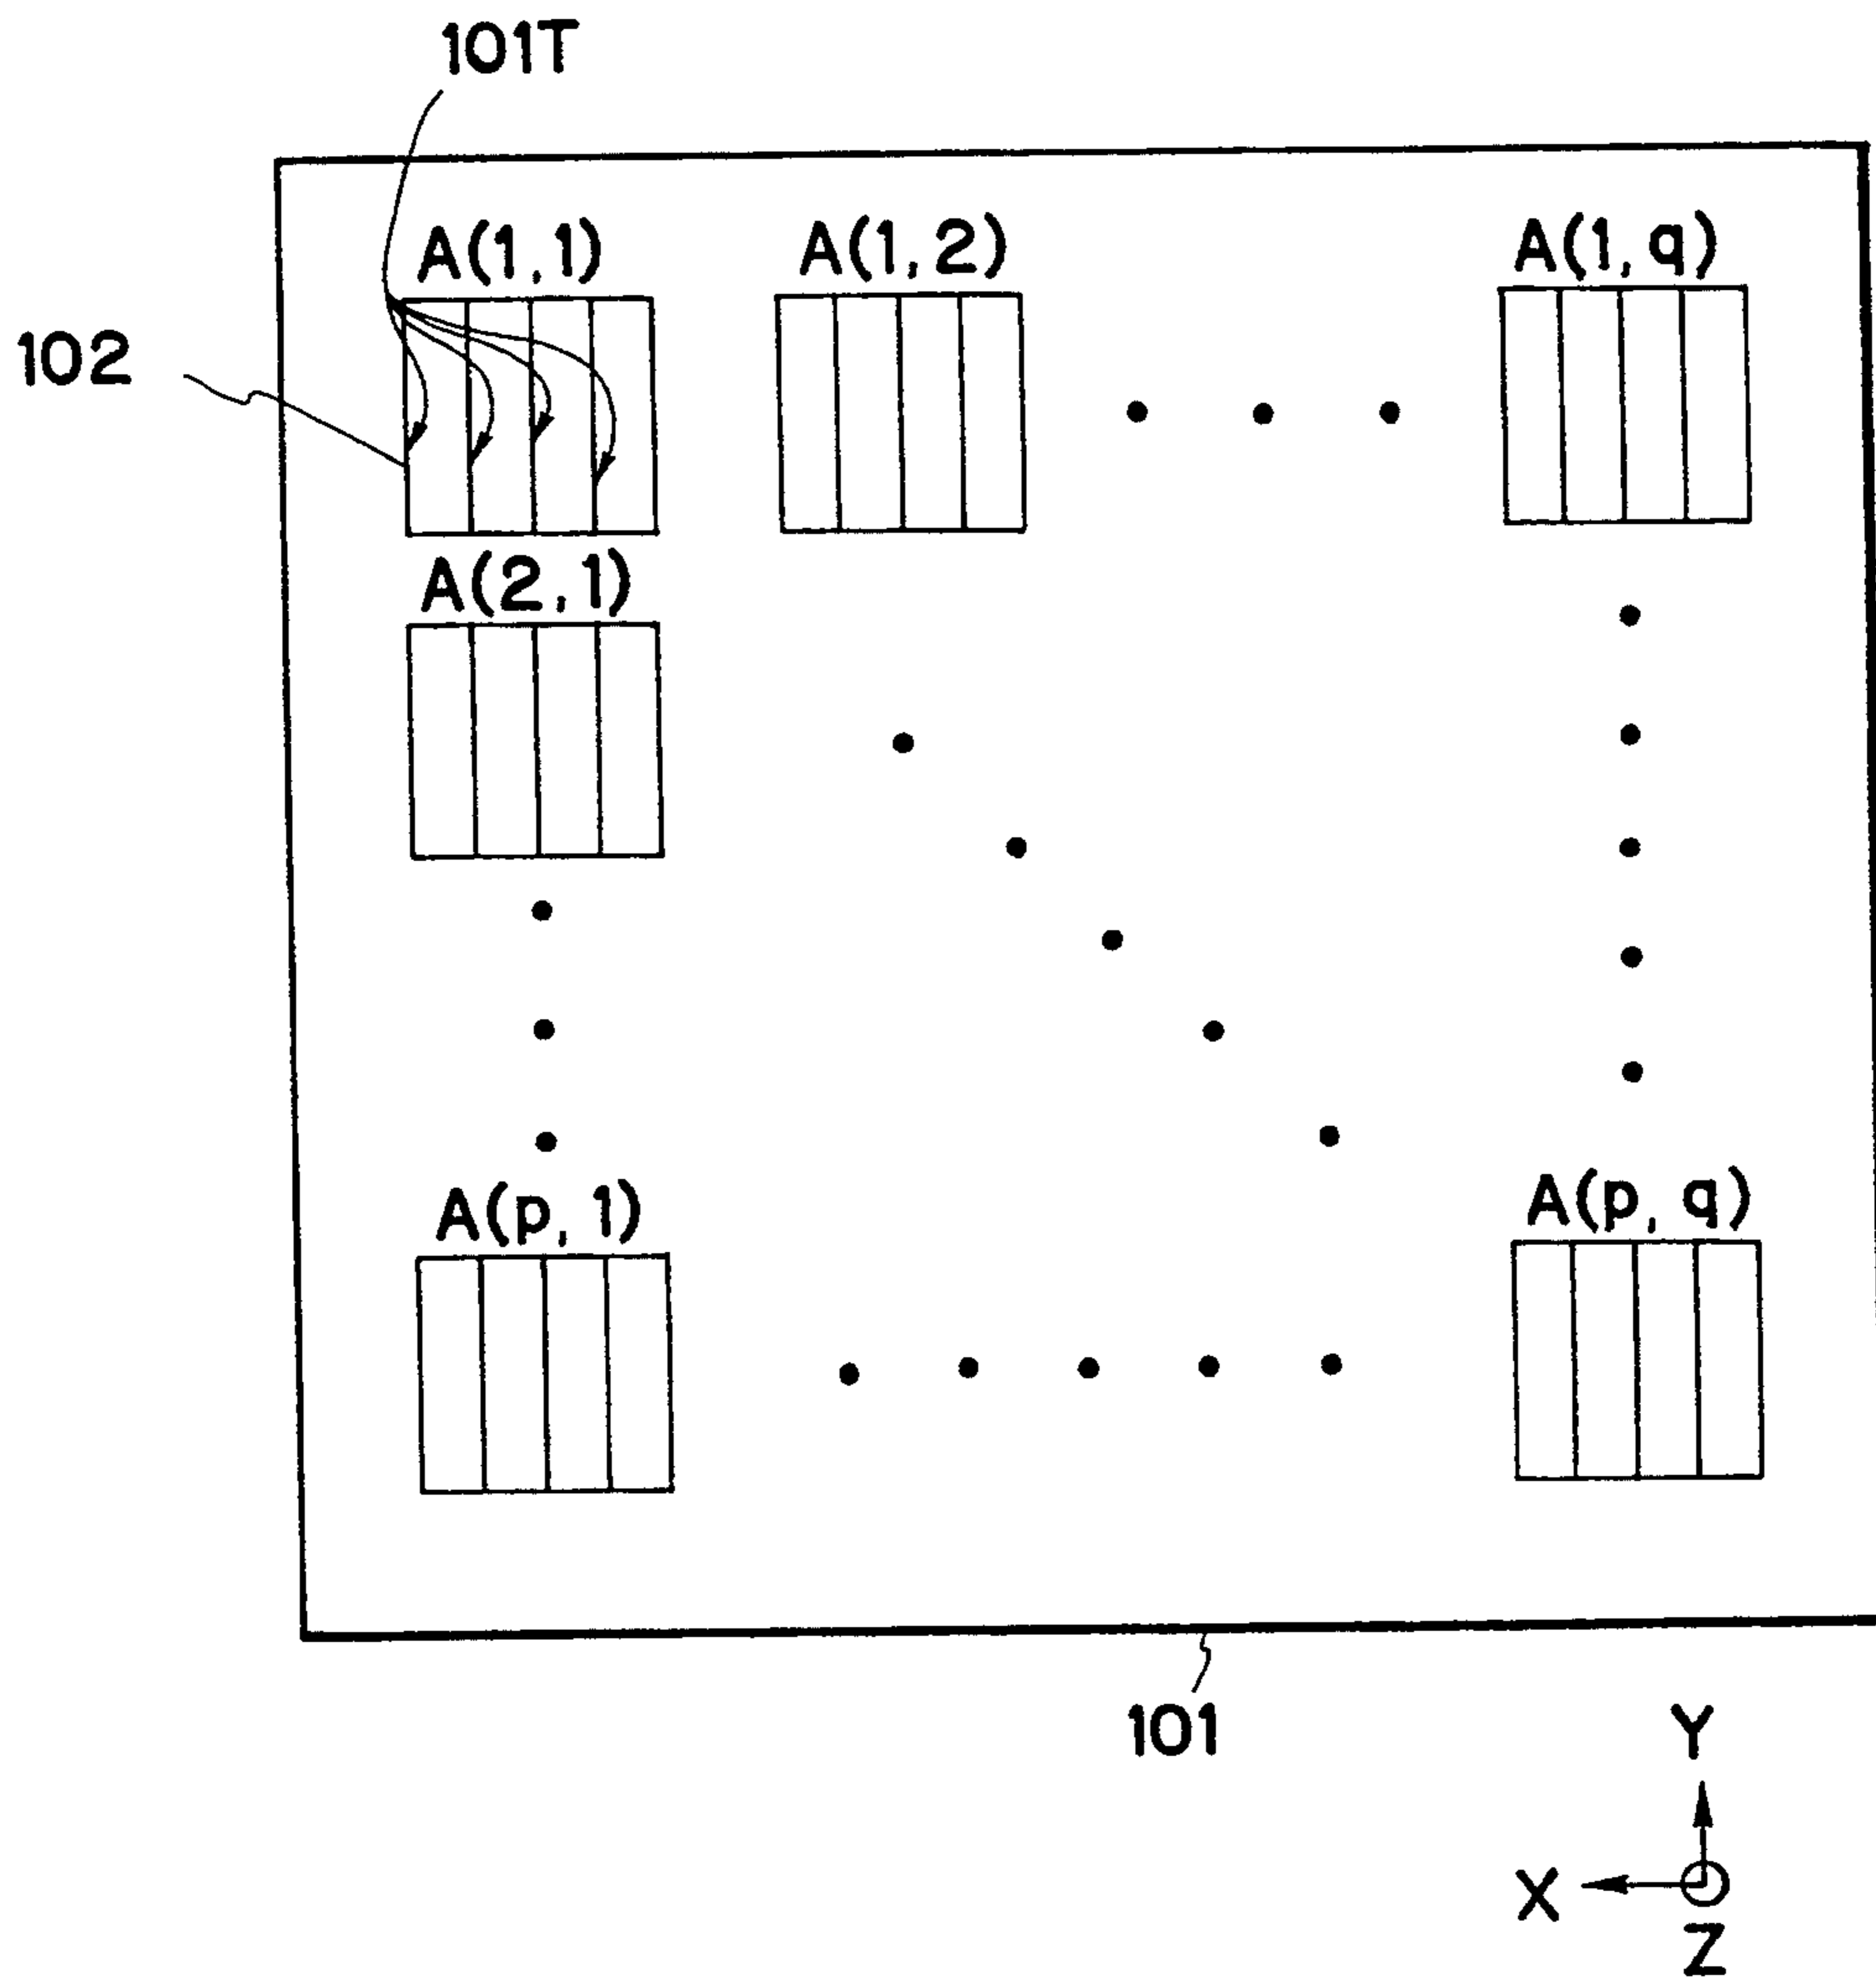 101T
A(1,1)
A(1,2)
A(1,q)
102
A(2,1)
A(p,1)
A(p,q)
101
Y
X
Z